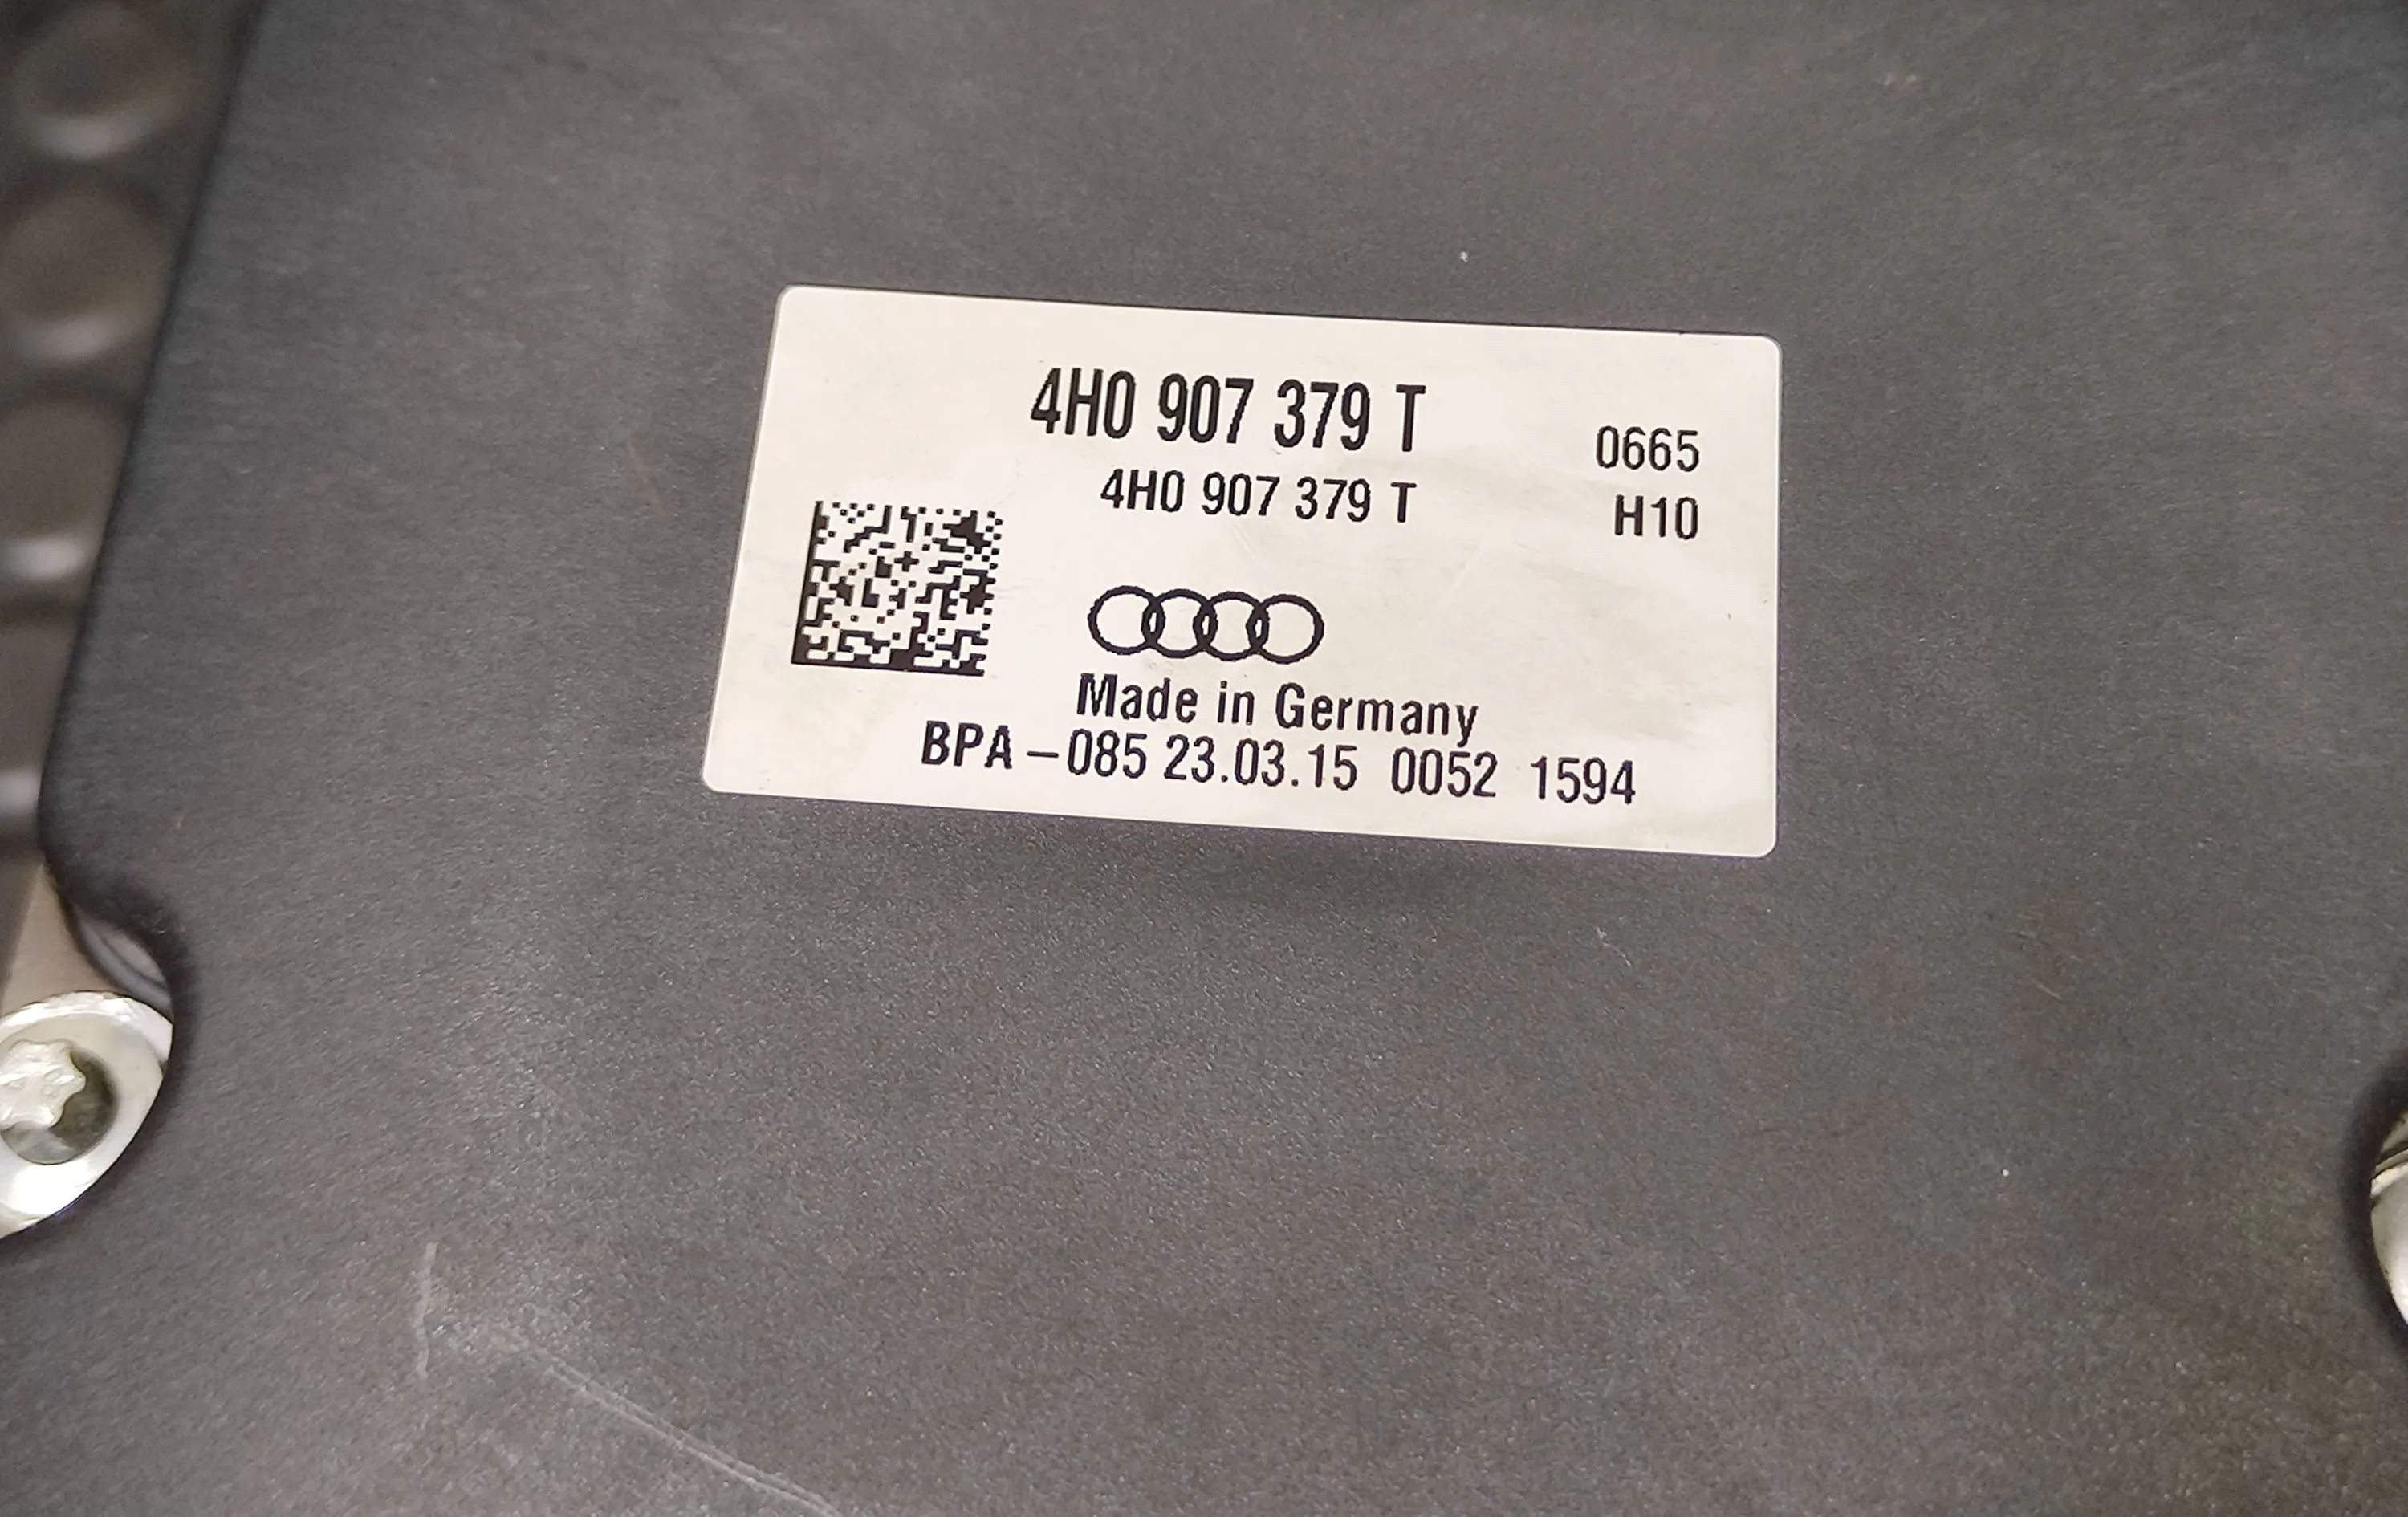 4H0 907 379 T
0665
4H0 907 379 T
H10
Made in Germany
BPA –085 23.03.15 0052 1594